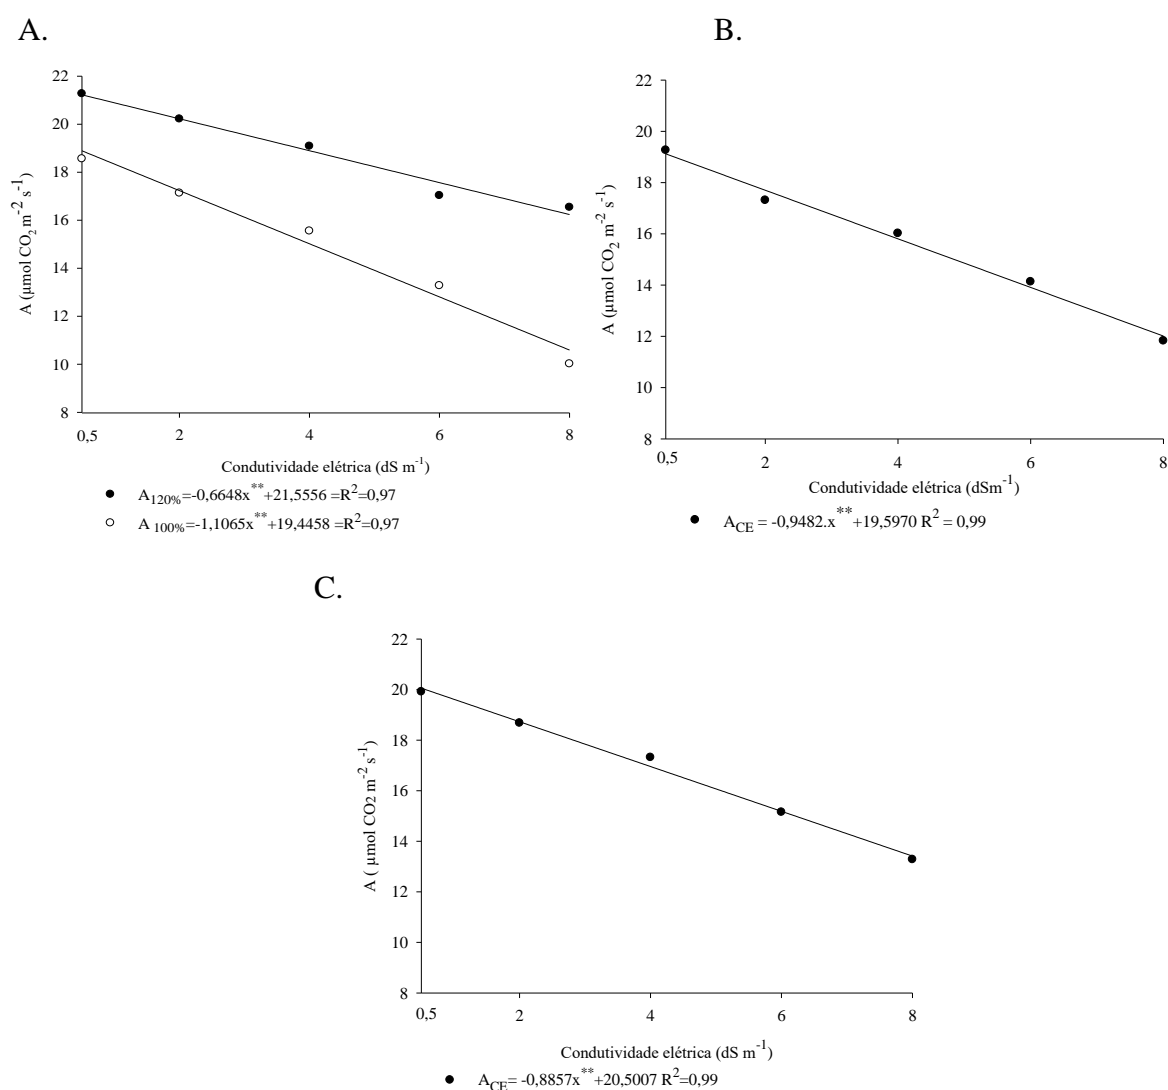 A.
22
20
18
16
14
12
10
8
A (µmol CO2 m-2 s-1)
0,5 2 4 6 8
Condutividade elétrica (dS m-1)
A120%=-0,6648x**+21,5556 =R2=0,97
A 100%=-1,1065x**+19,4458 =R2=0,97
B.
22
20
18
16
14
12
10
8
A (µmol CO2 m-2 s-1)
0,5 2 4 6 8
Condutividade elétrica (dSm-1)
ACE = -0,9482.x**+19,5970 R2 = 0,99
C.
22
20
18
16
14
12
10
8
A ( µmol CO2 m-2 s-1)
0,5 2 4 6 8
Condutividade elétrica (dS m-1)
ACE= -0,8857x**+20,5007 R2=0,99